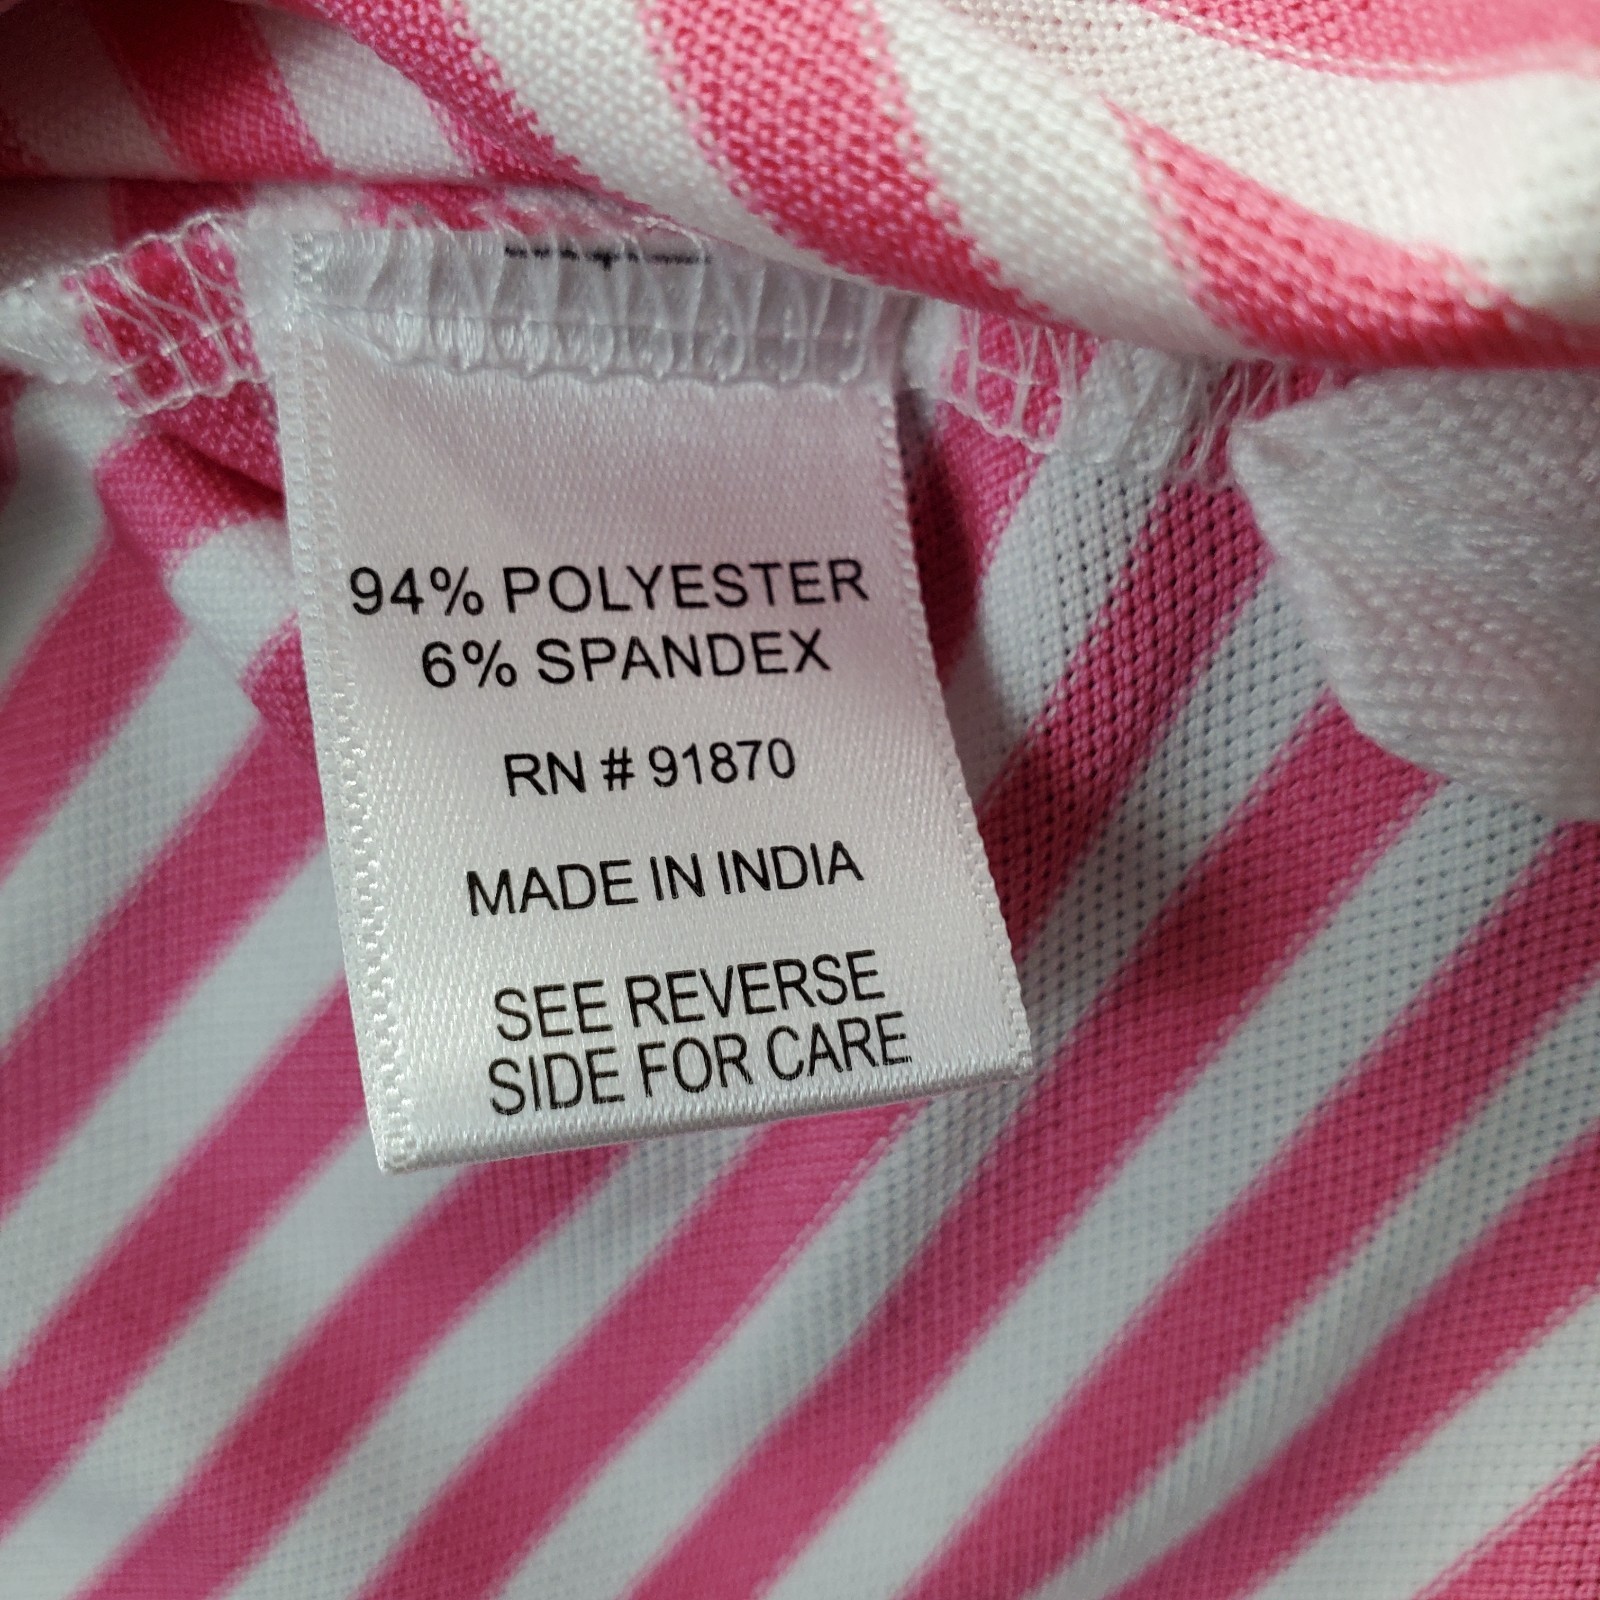 94% POLYESTER
6% SPANDEX
RN # 91870
MADE IN INDIA
SEE REVERSE
SIDE FOR CARE